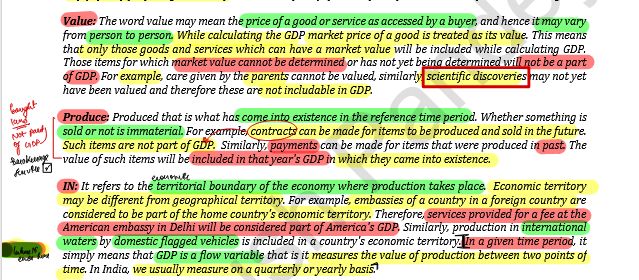 Value: The word value may mean the price of a good or service as accessed by a buyer, and hence it may vary
from person to person. While calculating the GDP market price of a good is treated as its value. This means
that only those goods and services which can have a market value will be included while calculating GDP.
Those items for which market value cannot be determined or has not yet being determined will not be a part
of GDP. For example, care given by the parents cannot be valued, similarly scientific discoveries may not yet
have been valued and therefore these are not includable in GDP.
Produce: Produced that is what has come into existence in the reference time period. Whether something is
sold or not is immaterial. For example, contracts can be made for items to be produced and sold in the future.
Such items are not part of GDP. Similarly, payments can be made for items that were produced in past. The
value of such items will be included in that year's GDP in which they came into existence.
bought
land
not part
of GDP
economic
IN: It refers to the territorial boundary of the economy where production takes place. Economic territory
may be different from geographical territory. For example, embassies of a country in a foreign country are
considered to be part of the home country's economic territory. Therefore, services provided for a fee at the
American embassy in Delhi will be considered part of America's GDP. Similarly, production in international
waters by domestic flagged vehicles is included in a country's economic territory. In a given time period, it
simply means that GDP is a flow variable that is it measures the value of production between two points of
time. In India, we usually measure on a quarterly or yearly basis.